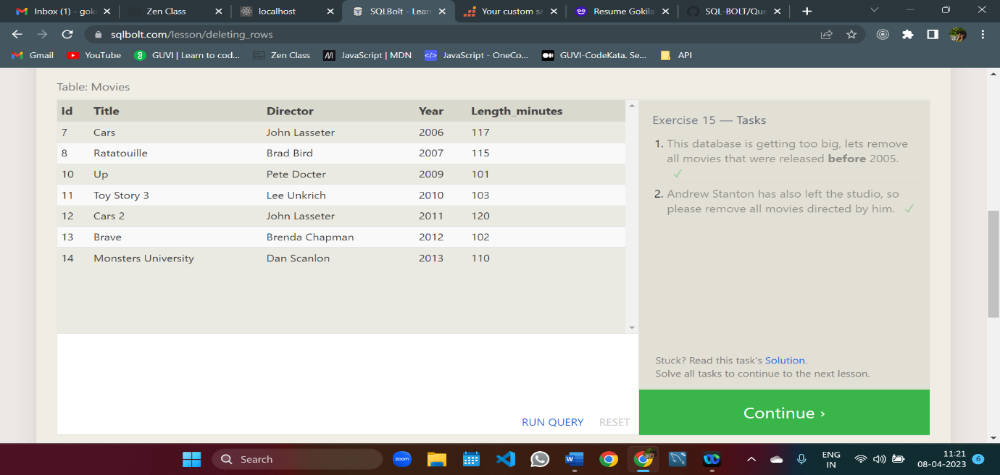 Inbox (1) - goki
Zen Class
localhost
SQLBolt - Lear
Your custom se
Resume Gokila
SQL-BOLT/Que
sqlbolt.com/lesson/deleting_rows
Gmail
YouTube
GUVI | Learn to cod...
Zen Class
JavaScript | MDN
JavaScript - OneCo...
GUVI-CodeKata. Se...
API
Table: Movies
Id Title Director Year Length_minutes
7 Cars John Lasseter 2006 117
8 Ratatouille Brad Bird 2007 115
10 Up Pete Docter 2009 101
11 Toy Story 3 Lee Unkrich 2010 103
12 Cars 2 John Lasseter 2011 120
13 Brave Brenda Chapman 2012 102
14 Monsters University Dan Scanlon 2013 110
RUN QUERY RESET
Exercise 15 — Tasks
1. This database is getting too big, lets remove
all movies that were released before 2005.
✓
2. Andrew Stanton has also left the studio, so
please remove all movies directed by him. ✓
Stuck? Read this task's Solution.
Solve all tasks to continue to the next lesson.
Continue ›
Search
zoom
ENG
IN
11:21
08-04-2023
6